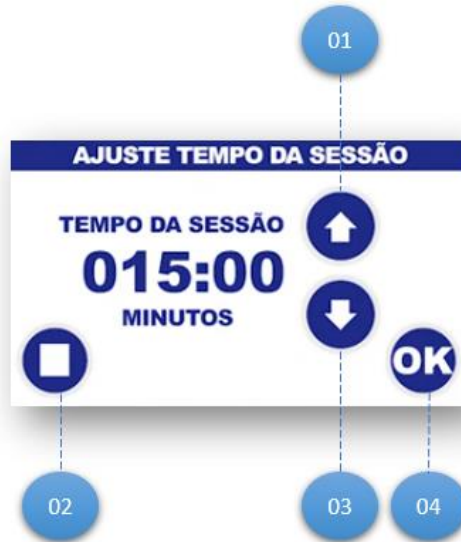 01
AJUSTE TEMPO DA SESSÃO
TEMPO DA SESSÃO
015:00
MINUTOS
OK
02
03
04